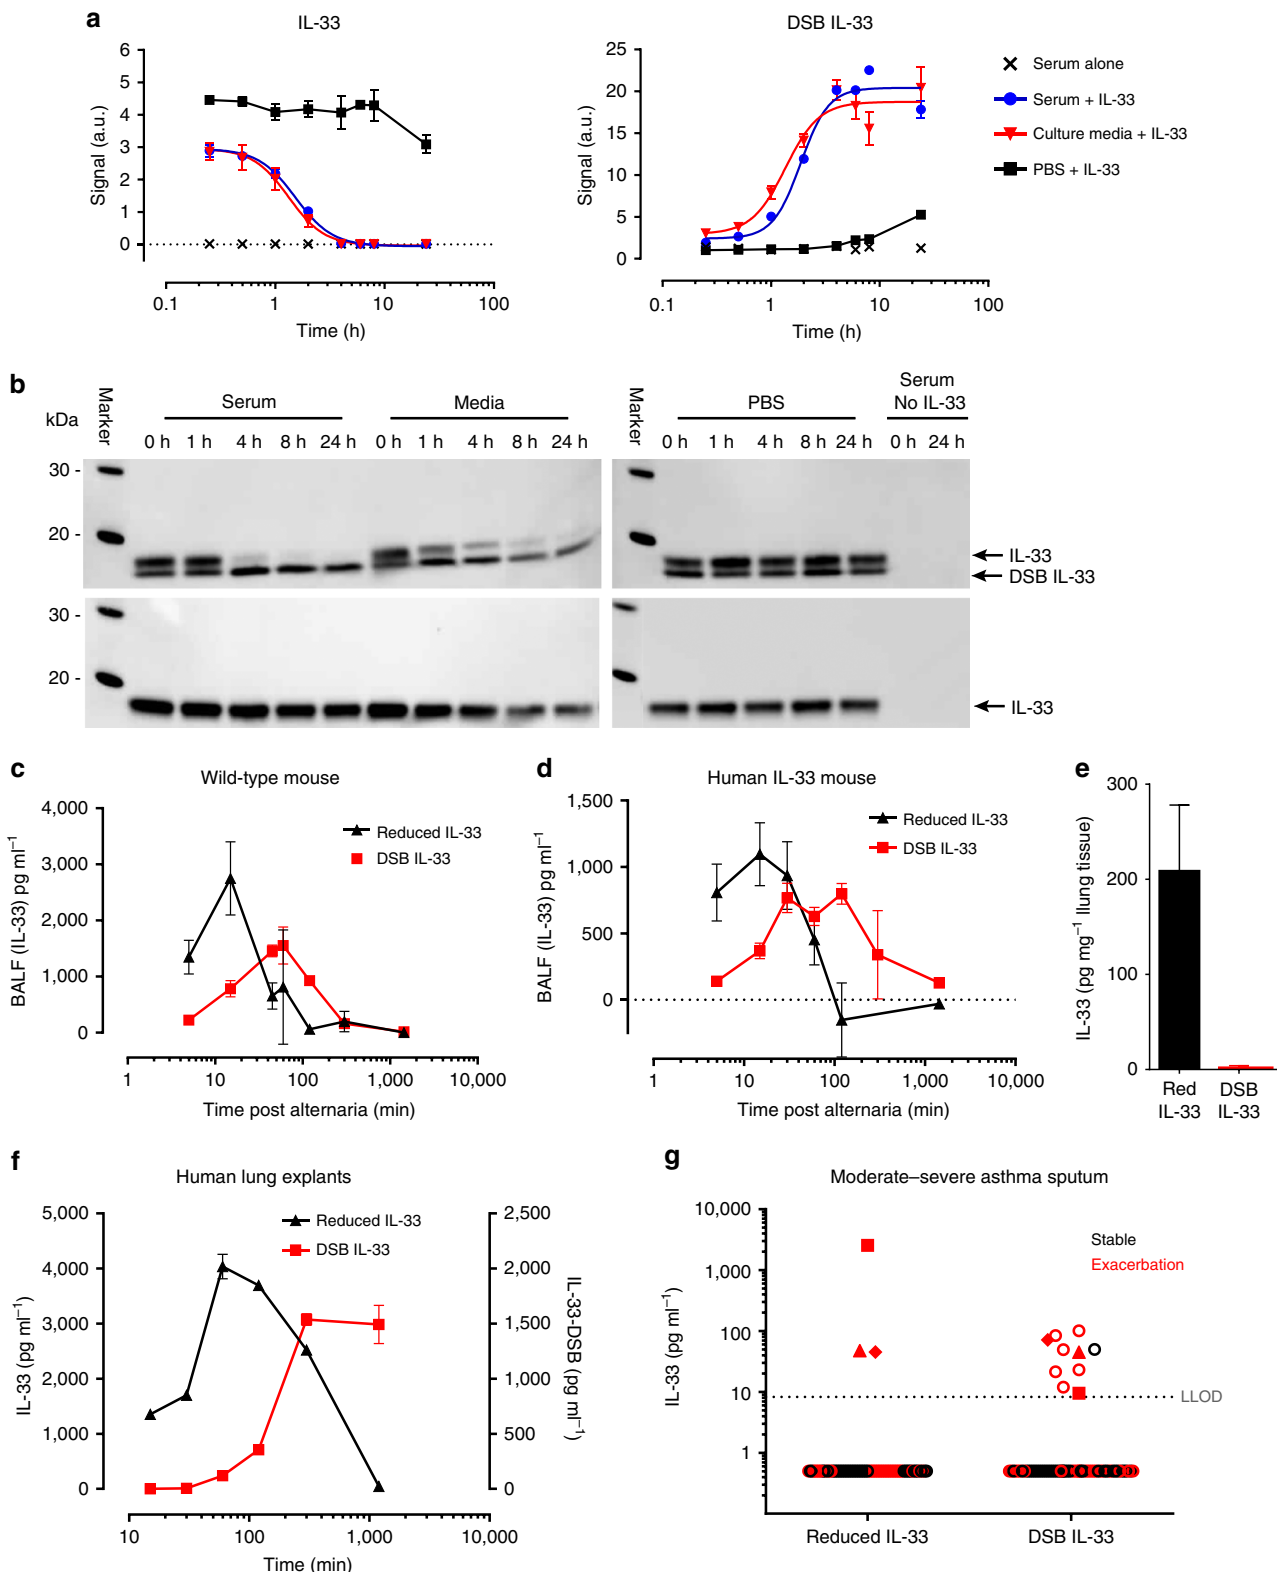 a
IL-33
DSB IL-33
6
5
4
3
2
1
0
Signal (a.u.)
0.1
1
10
100
Time (h)
25
20
15
10
5
0
Signal (a.u.)
0.1
1
10
100
Time (h)
Serum alone
Serum + IL-33
Culture media + IL-33
PBS + IL-33
b
kDa
Marker
Serum
Media
0 h 1 h 4 h 8 h 24 h 0 h 1 h 4 h 8 h 24 h
Marker
PBS
Serum
No IL-33
0 h 1 h 4 h 8 h 24 h 0 h 24 h
30 -
20 -
IL-33
DSB IL-33
30 -
20 -
IL-33
c
Wild-type mouse
4,000
3,000
2,000
1,000
0
BALF (IL-33) pg ml⁻¹
Reduced IL-33
DSB IL-33
1
10
100
1,000
10,000
Time post alternaria (min)
d
Human IL-33 mouse
1,500
1,000
500
0
BALF (IL-33) pg ml⁻¹
Reduced IL-33
DSB IL-33
1
10
100
1,000
10,000
Time post alternaria (min)
e
300
200
100
0
IL-33 (pg mg⁻¹ llung tissue)
Red
IL-33
DSB
IL-33
f
Human lung explants
5,000
4,000
3,000
2,000
1,000
0
IL-33 (pg ml⁻¹)
Reduced IL-33
DSB IL-33
2,500
2,000
1,500
1,000
500
0
IL-33-DSB (pg ml⁻¹)
10
100
1,000
10,000
Time (min)
g
Moderate–severe asthma sputum
10,000
1,000
100
10
1
IL-33 (pg ml⁻¹)
Stable
Exacerbation
LLOD
Reduced IL-33
DSB IL-33